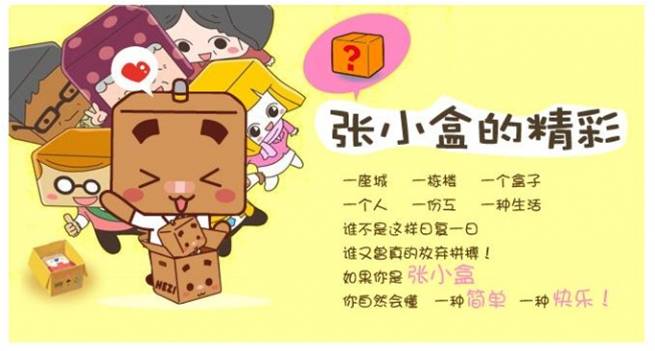 ?
张小盒的精彩
一座城 一栋楼 一个盒子
一个人 一份互 一种生活
谁不是这样日复一日
谁又曾真的放弃拼搏！
如果你是 张小盒
你自然会懂 一种简单 一种快乐！
HEZI